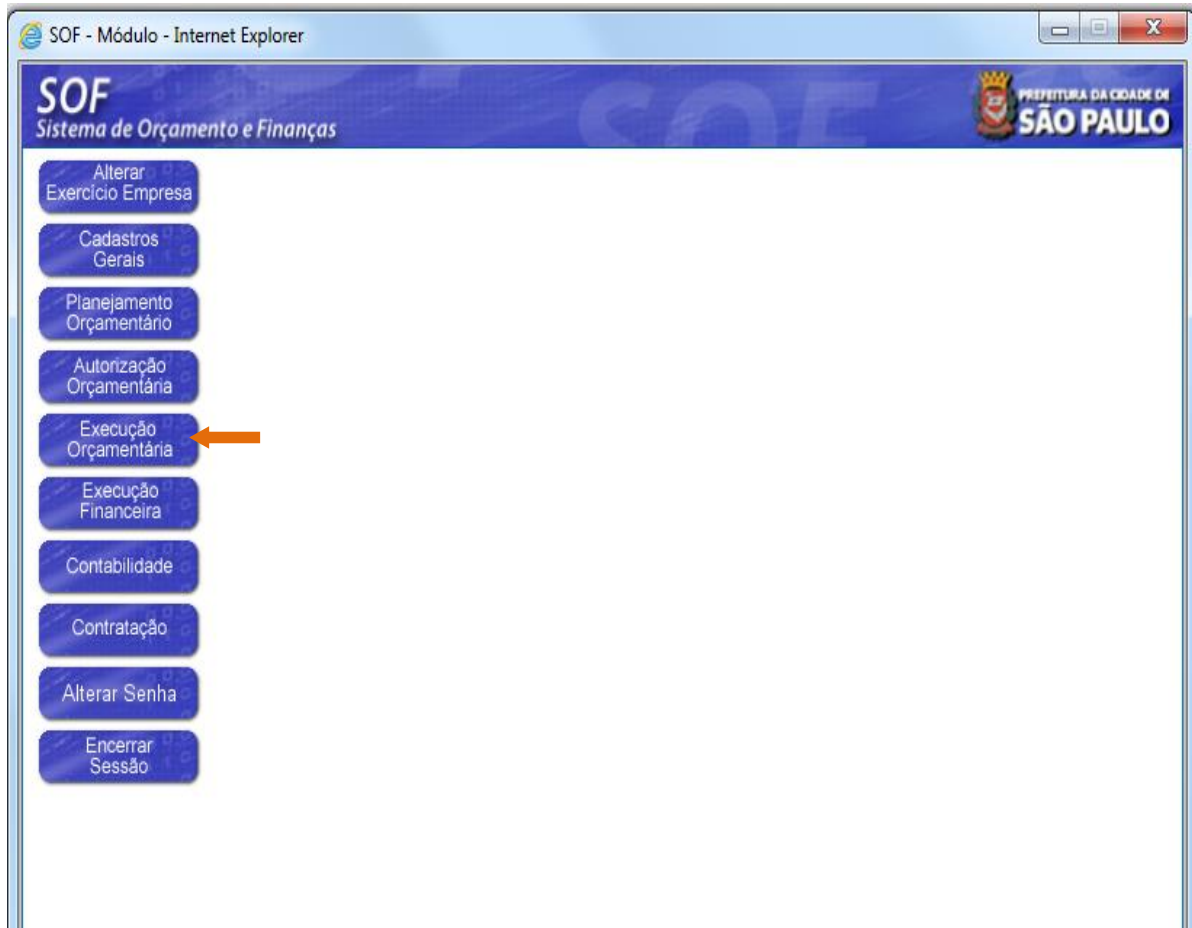 SOF - Módulo - Internet Explorer
SOF
Sistema de Orçamento e Finanças
SOF
PREFEITURA DA CIDADE DE
SÃO PAULO
Alterar
Exercício Empresa
Cadastros
Gerais
Planejamento
Orçamentário
Autorização
Orçamentária
Execução
Orçamentária
Execução
Financeira
Contabilidade
Contratação
Alterar Senha
Encerrar
Sessão